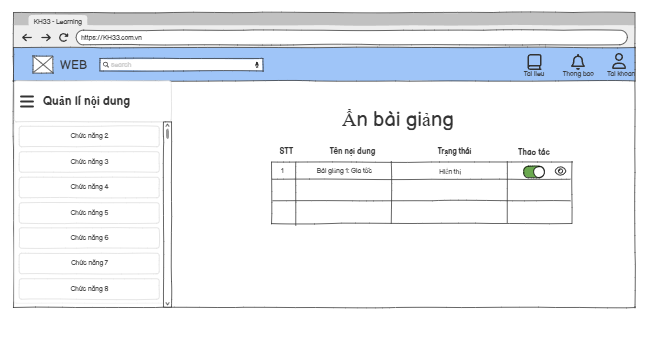 KH33 - Learning
https://KH33.com.vn
WEB
search
Tài liệu
Thông báo
Tài khoản
Quản lí nội dung
Ẩn bài giảng
Chức năng 2
Chức năng 3
Chức năng 4
Chức năng 5
Chức năng 6
Chức năng 7
Chức năng 8
STT Tên nội dung Trạng thái Thao tác
1 Bài giảng 1: Gia tốc Hiển thị